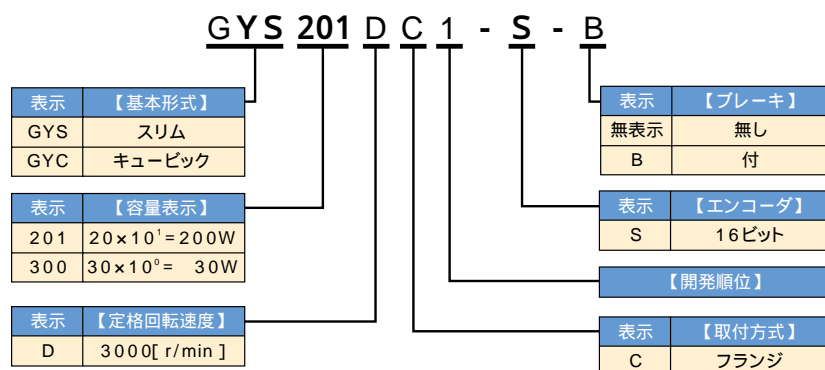 GYS 201 D C 1 - S - B
表示 【基本形式】
GYS スリム
GYC キュービック
表示 【容量表示】
201 20×10¹=200W
300 30×10⁰= 30W
表示 【定格回転速度】
D 3000[ r/min ]
表示 【ブレーキ】
無表示 無し
B 付
表示 【エンコーダ】
S 16ビット
【開発順位】
表示 【取付方式】
C フランジ